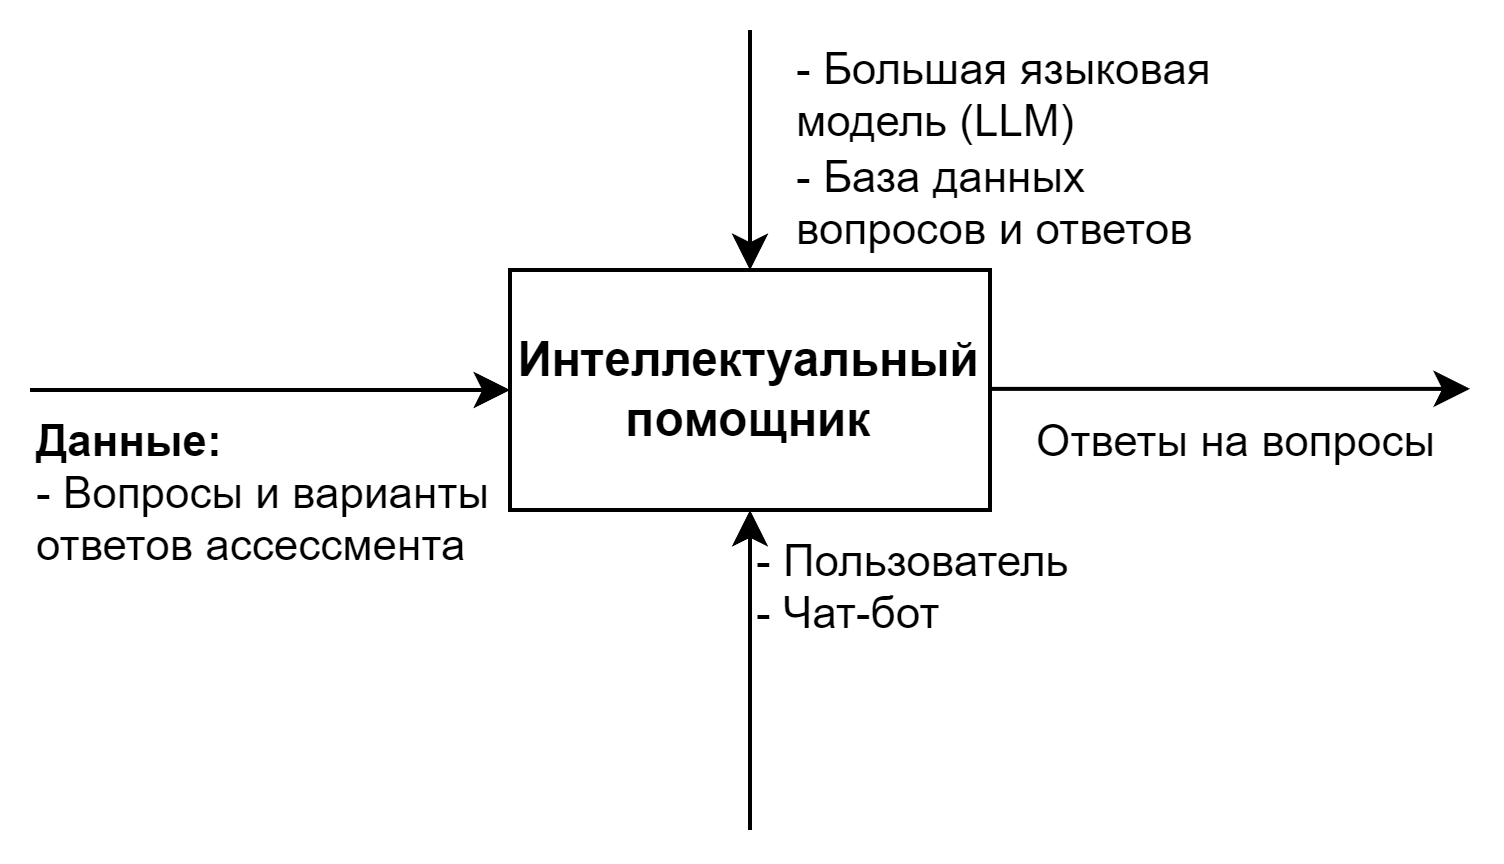 - Большая языковая
модель (LLM)
- База данных
вопросов и ответов
Интеллектуальный
помощник
Данные:
- Вопросы и варианты
ответов ассессмента
Ответы на вопросы
- Пользователь
- Чат-бот